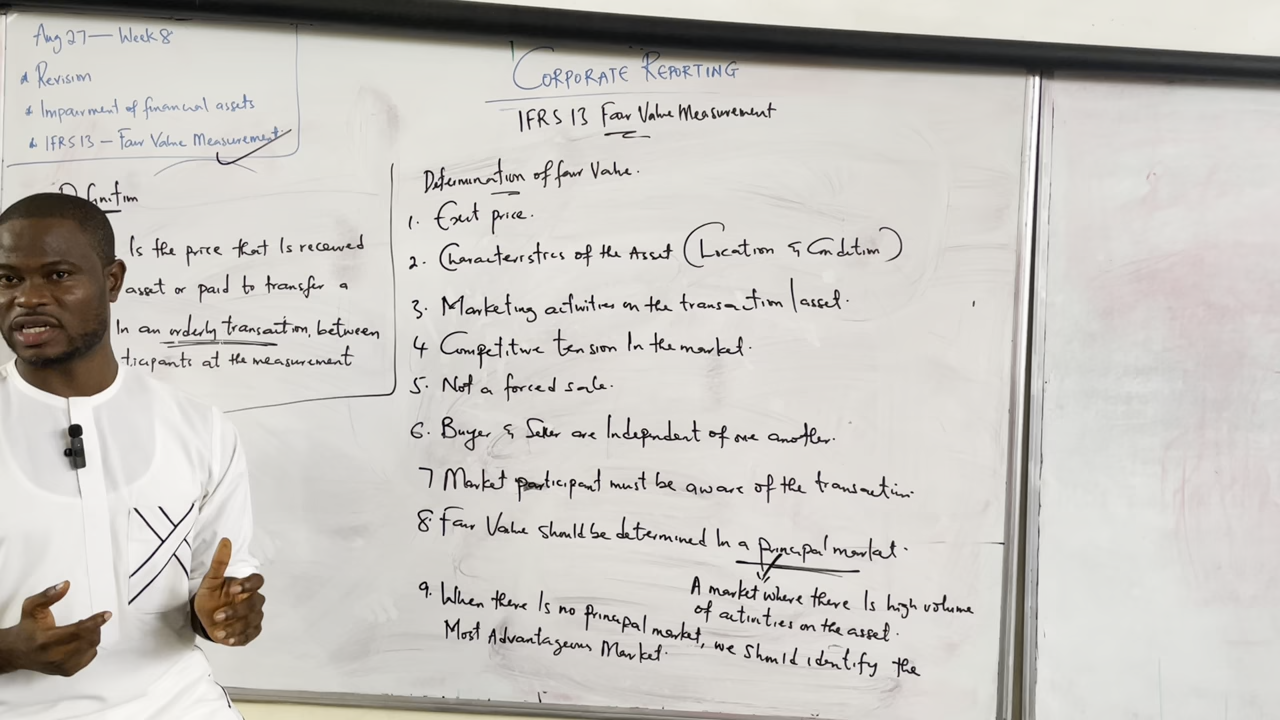 Aug 27 — Week 8
* Revision
* Impairment of financial assets
* IFRS 13 — Fair Value Measurement
CORPORATE REPORTING
IFRS 13 Fair Value Measurement
Is the price that is received
asset or paid to transfer a
In an orderly transaction, between
ticipants at the measurement
Determination of fair Value.
1. Exit price.
2. Characteristics of the Asset (Location & Condition)
3. Marketing activities on the transaction / asset.
4 Competitive tension In the market.
5. Not a forced sale.
6. Buyer & Seller are Independent of one another.
7 Market participant must be aware of the transaction.
8. Fair Value should be determined In a principal market.
A market where there Is high volume
of activities on the asset.
9. When there Is no principal market, we should identify the
Most Advantageous Market.